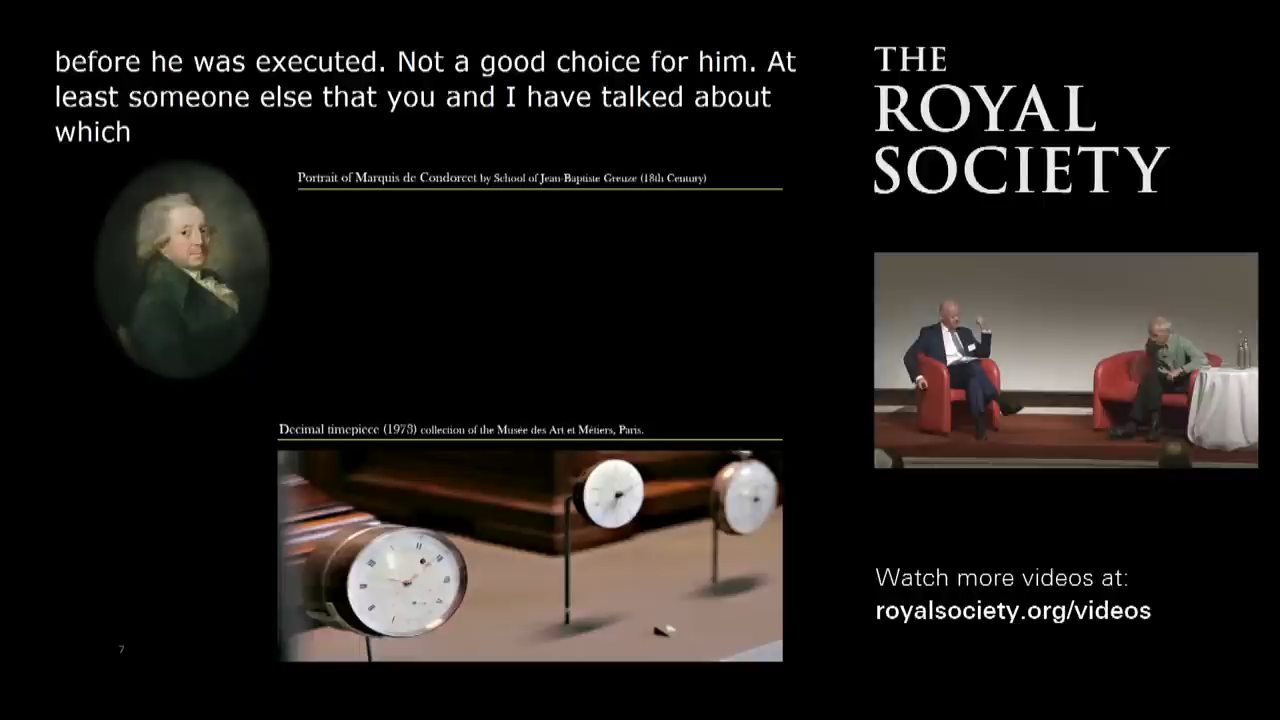 before he was executed. Not a good choice for him. At
least someone else that you and I have talked about
which
Portrait of Marquis de Condorcet by School of Jean-Baptiste Greuze (18th Century)
Decimal timepiece (1973) collection of the Musée des Art et Métiers, Paris.
7
THE
ROYAL
SOCIETY
Watch more videos at:
royalsociety.org/videos